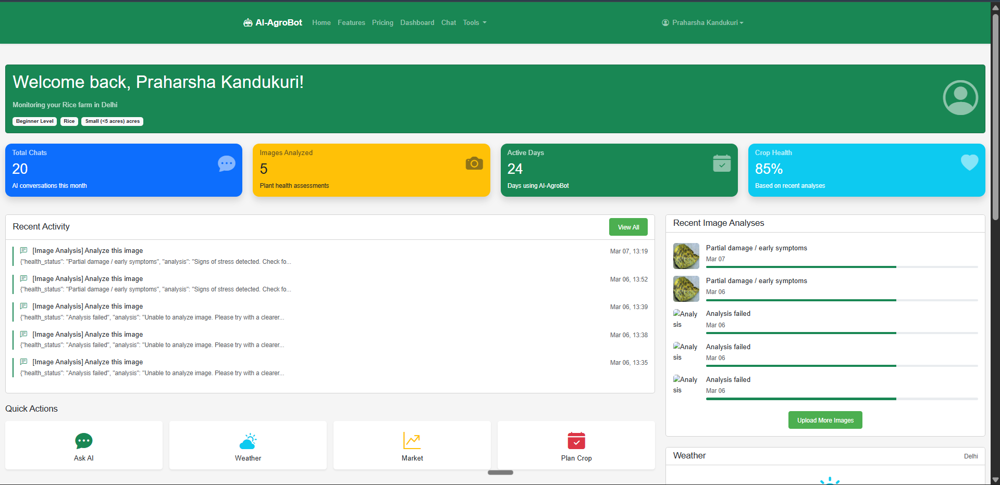 AI-AgroBot Home Features Pricing Dashboard Chat Tools Praharsha Kandukuri
Welcome back, Praharsha Kandukuri!
Monitoring your Rice farm in Delhi
Beginner Level Rice Small (<5 acres) acres
Total Chats
20
AI conversations this month
Images Analyzed
5
Plant health assessments
Active Days
24
Days using AI-AgroBot
Crop Health
85%
Based on recent analyses
Recent Activity View All
[Image Analysis] Analyze this image Mar 07, 13:19
{"health_status": "Partial damage / early symptoms", "analysis": "Signs of stress detected. Check fo...
[Image Analysis] Analyze this image Mar 06, 13:52
{"health_status": "Partial damage / early symptoms", "analysis": "Signs of stress detected. Check fo...
[Image Analysis] Analyze this image Mar 06, 13:39
{"health_status": "Analysis failed", "analysis": "Unable to analyze image. Please try with a clearer...
[Image Analysis] Analyze this image Mar 06, 13:38
{"health_status": "Analysis failed", "analysis": "Unable to analyze image. Please try with a clearer...
[Image Analysis] Analyze this image Mar 06, 13:35
{"health_status": "Analysis failed", "analysis": "Unable to analyze image. Please try with a clearer...
Quick Actions
Ask AI
Weather
Market
Plan Crop
Recent Image Analyses
Partial damage / early symptoms
Mar 07
Partial damage / early symptoms
Mar 06
Analy
sis
Analysis failed
Mar 06
Analy
sis
Analysis failed
Mar 06
Analy
sis
Analysis failed
Mar 06
Upload More Images
Weather Delhi